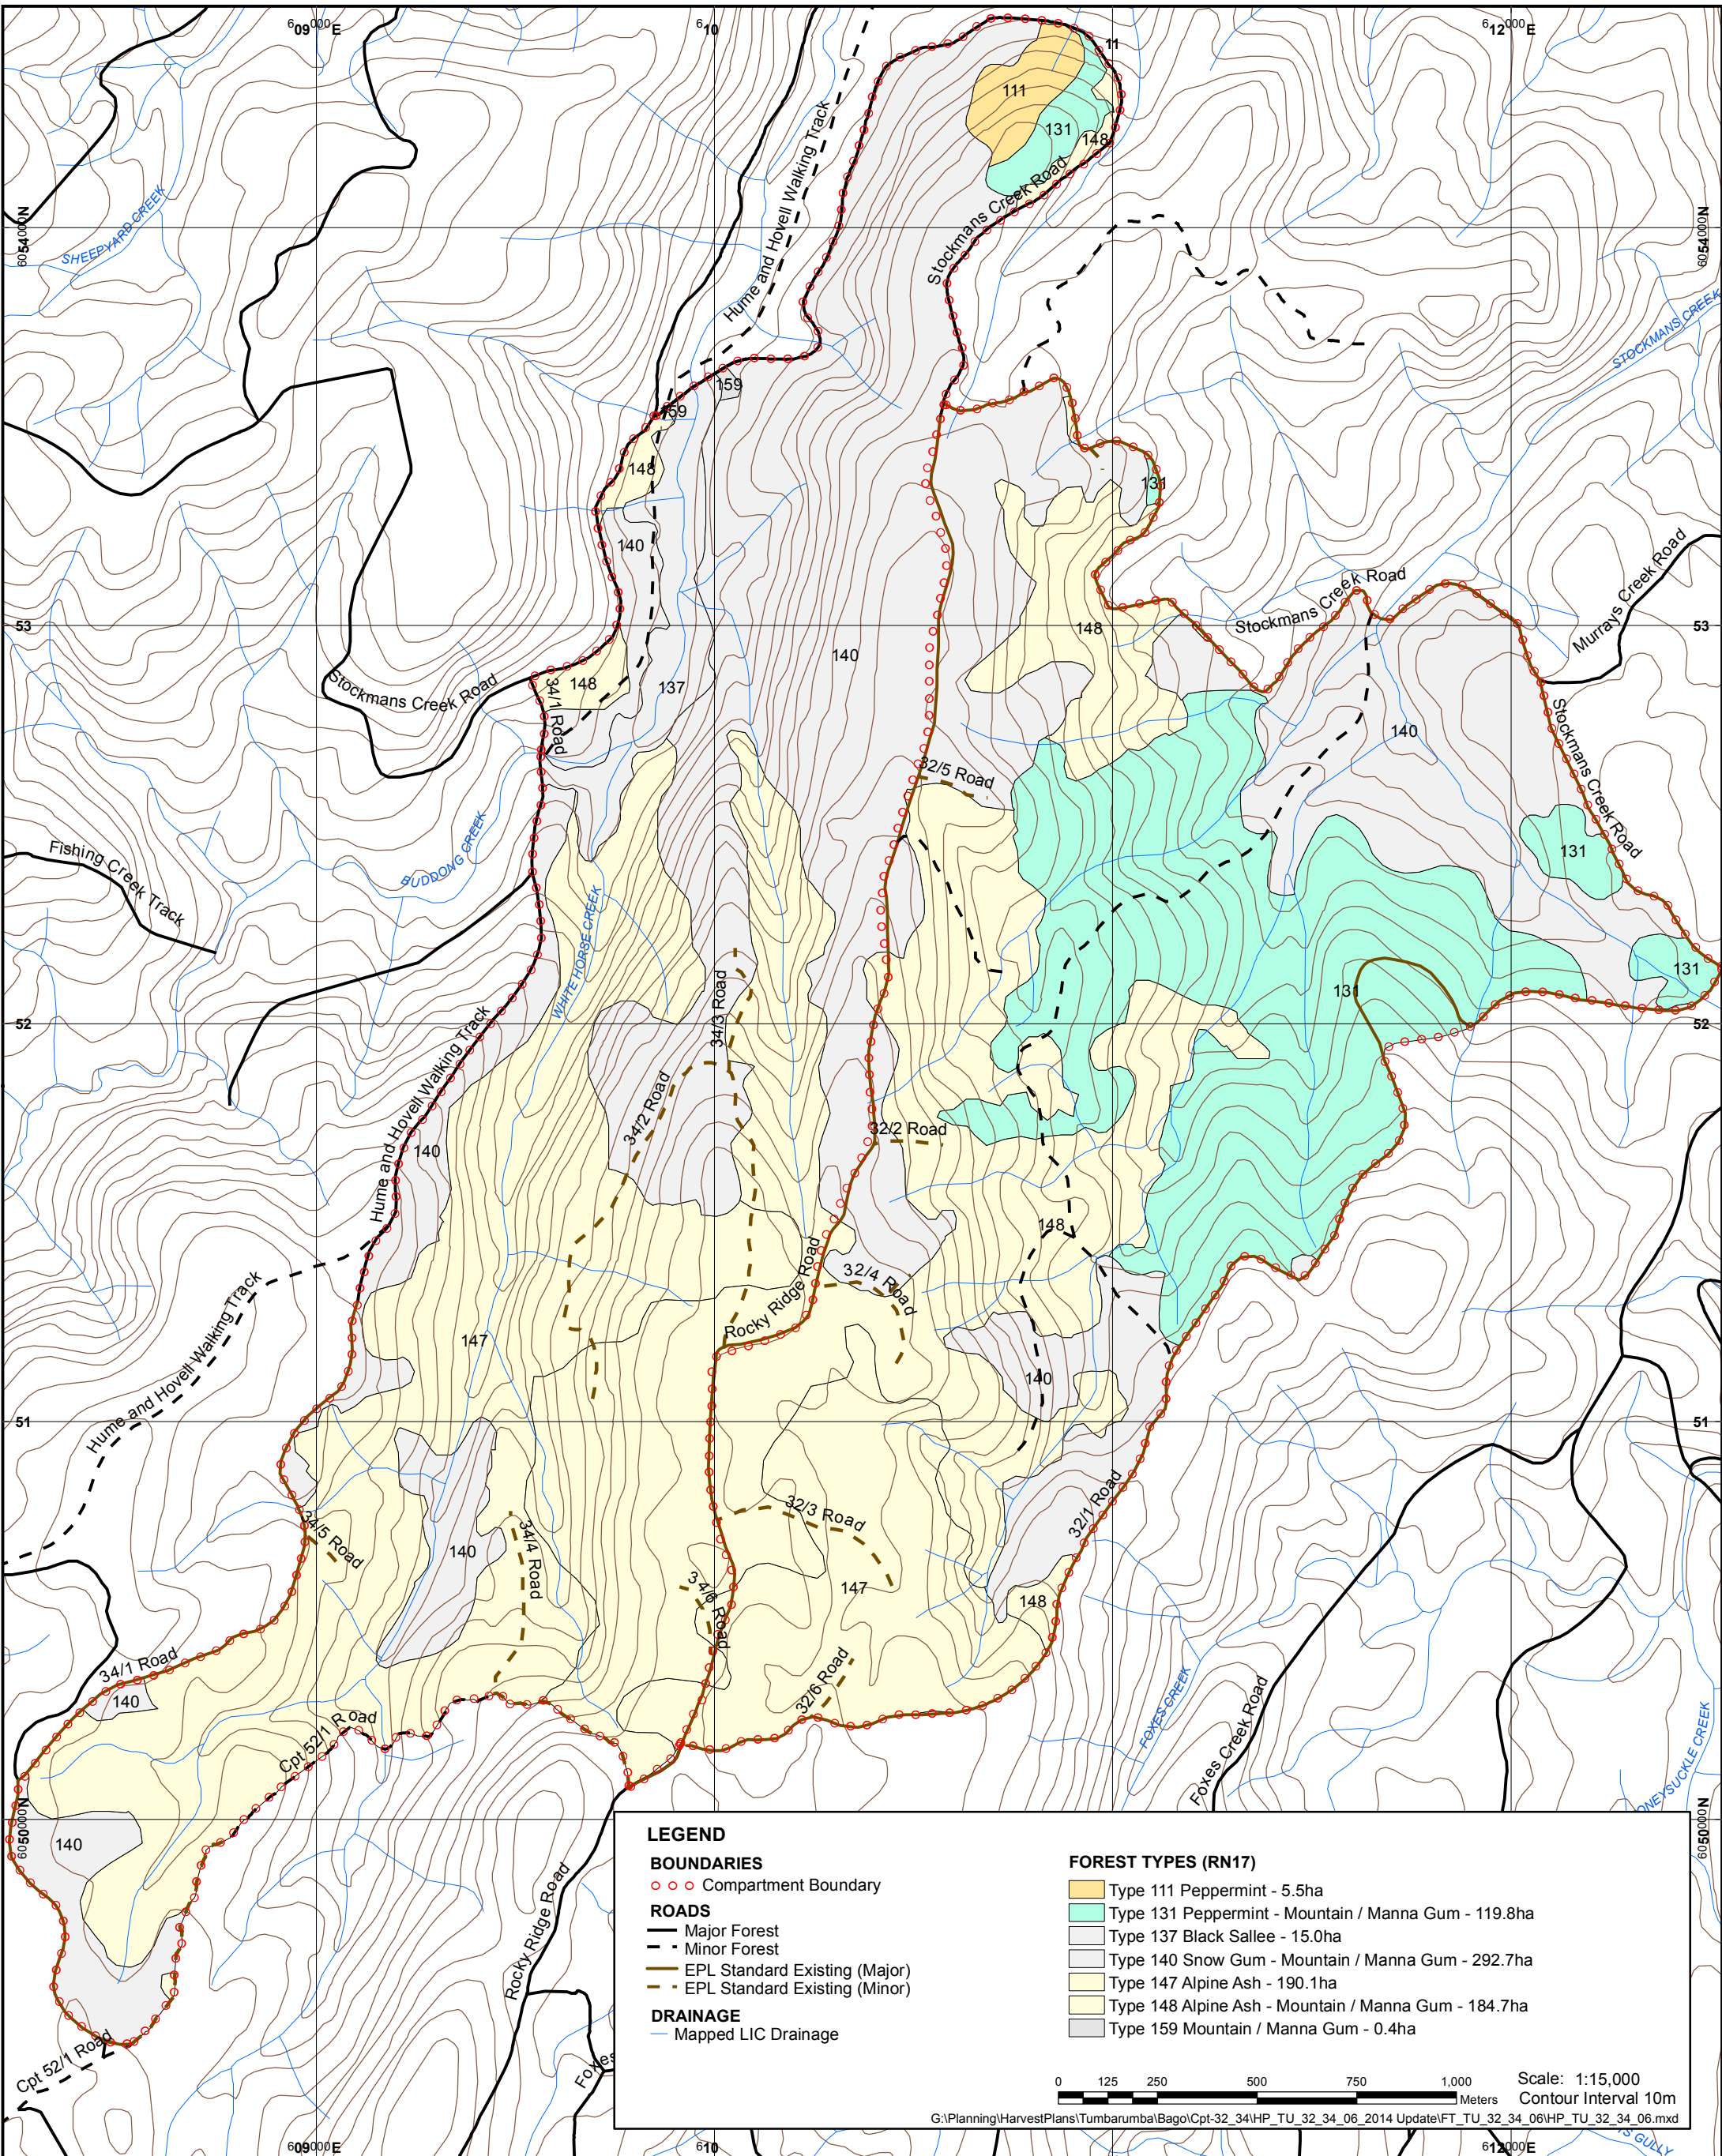 609000E
10
11
612000E
111
131
148
Hume and Hovell Walking Track
Stockmans Creek Road
SHEEPYARD CREEK
6054000N
6054000N
STOCKMANS CREEK
159
159
148
131
140
53
148
Stockmans Creek Road
53
Murrays Creek Road
140
137
148
34/1 Road
Stockmans Creek Road
140
Stockmans Creek Road
32/5 Road
Fishing Creek Track
BUDDONG CREEK
131
WHITE HORSE CREEK
131
131
34/3 Road
52
52
Hume and Hovell Walking Track
34/2 Road
32/2 Road
140
148
32/4 Road
Rocky Ridge Road
Hume and Hovell Walking Track
147
140
51
51
32/1 Road
32/3 Road
34/5 Road
34/4 Road
140
147
34/6 Road
148
34/1 Road
140
32/6 Road
Cpt 52/1 Road
FOXES CREEK
Foxes Creek Road
6050000N
140
6050000N
Rocky Ridge Road
Cpt 52/1 Road
LEGEND
BOUNDARIES
Compartment Boundary
ROADS
Major Forest
Minor Forest
EPL Standard Existing (Major)
EPL Standard Existing (Minor)
DRAINAGE
Mapped LIC Drainage
FOREST TYPES (RN17)
Type 111 Peppermint - 5.5ha
Type 131 Peppermint - Mountain / Manna Gum - 119.8ha
Type 137 Black Sallee - 15.0ha
Type 140 Snow Gum - Mountain / Manna Gum - 292.7ha
Type 147 Alpine Ash - 190.1ha
Type 148 Alpine Ash - Mountain / Manna Gum - 184.7ha
Type 159 Mountain / Manna Gum - 0.4ha
0 125 250 500 750 1,000
Meters
Scale: 1:15,000
Contour Interval 10m
G:\Planning\HarvestPlans\Tumbarumba\Bago\Cpt-32_34\HP_TU_32_34_06_2014 Update\FT_TU_32_34_06\HP_TU_32_34_06.mxd
609000E
610
612000E